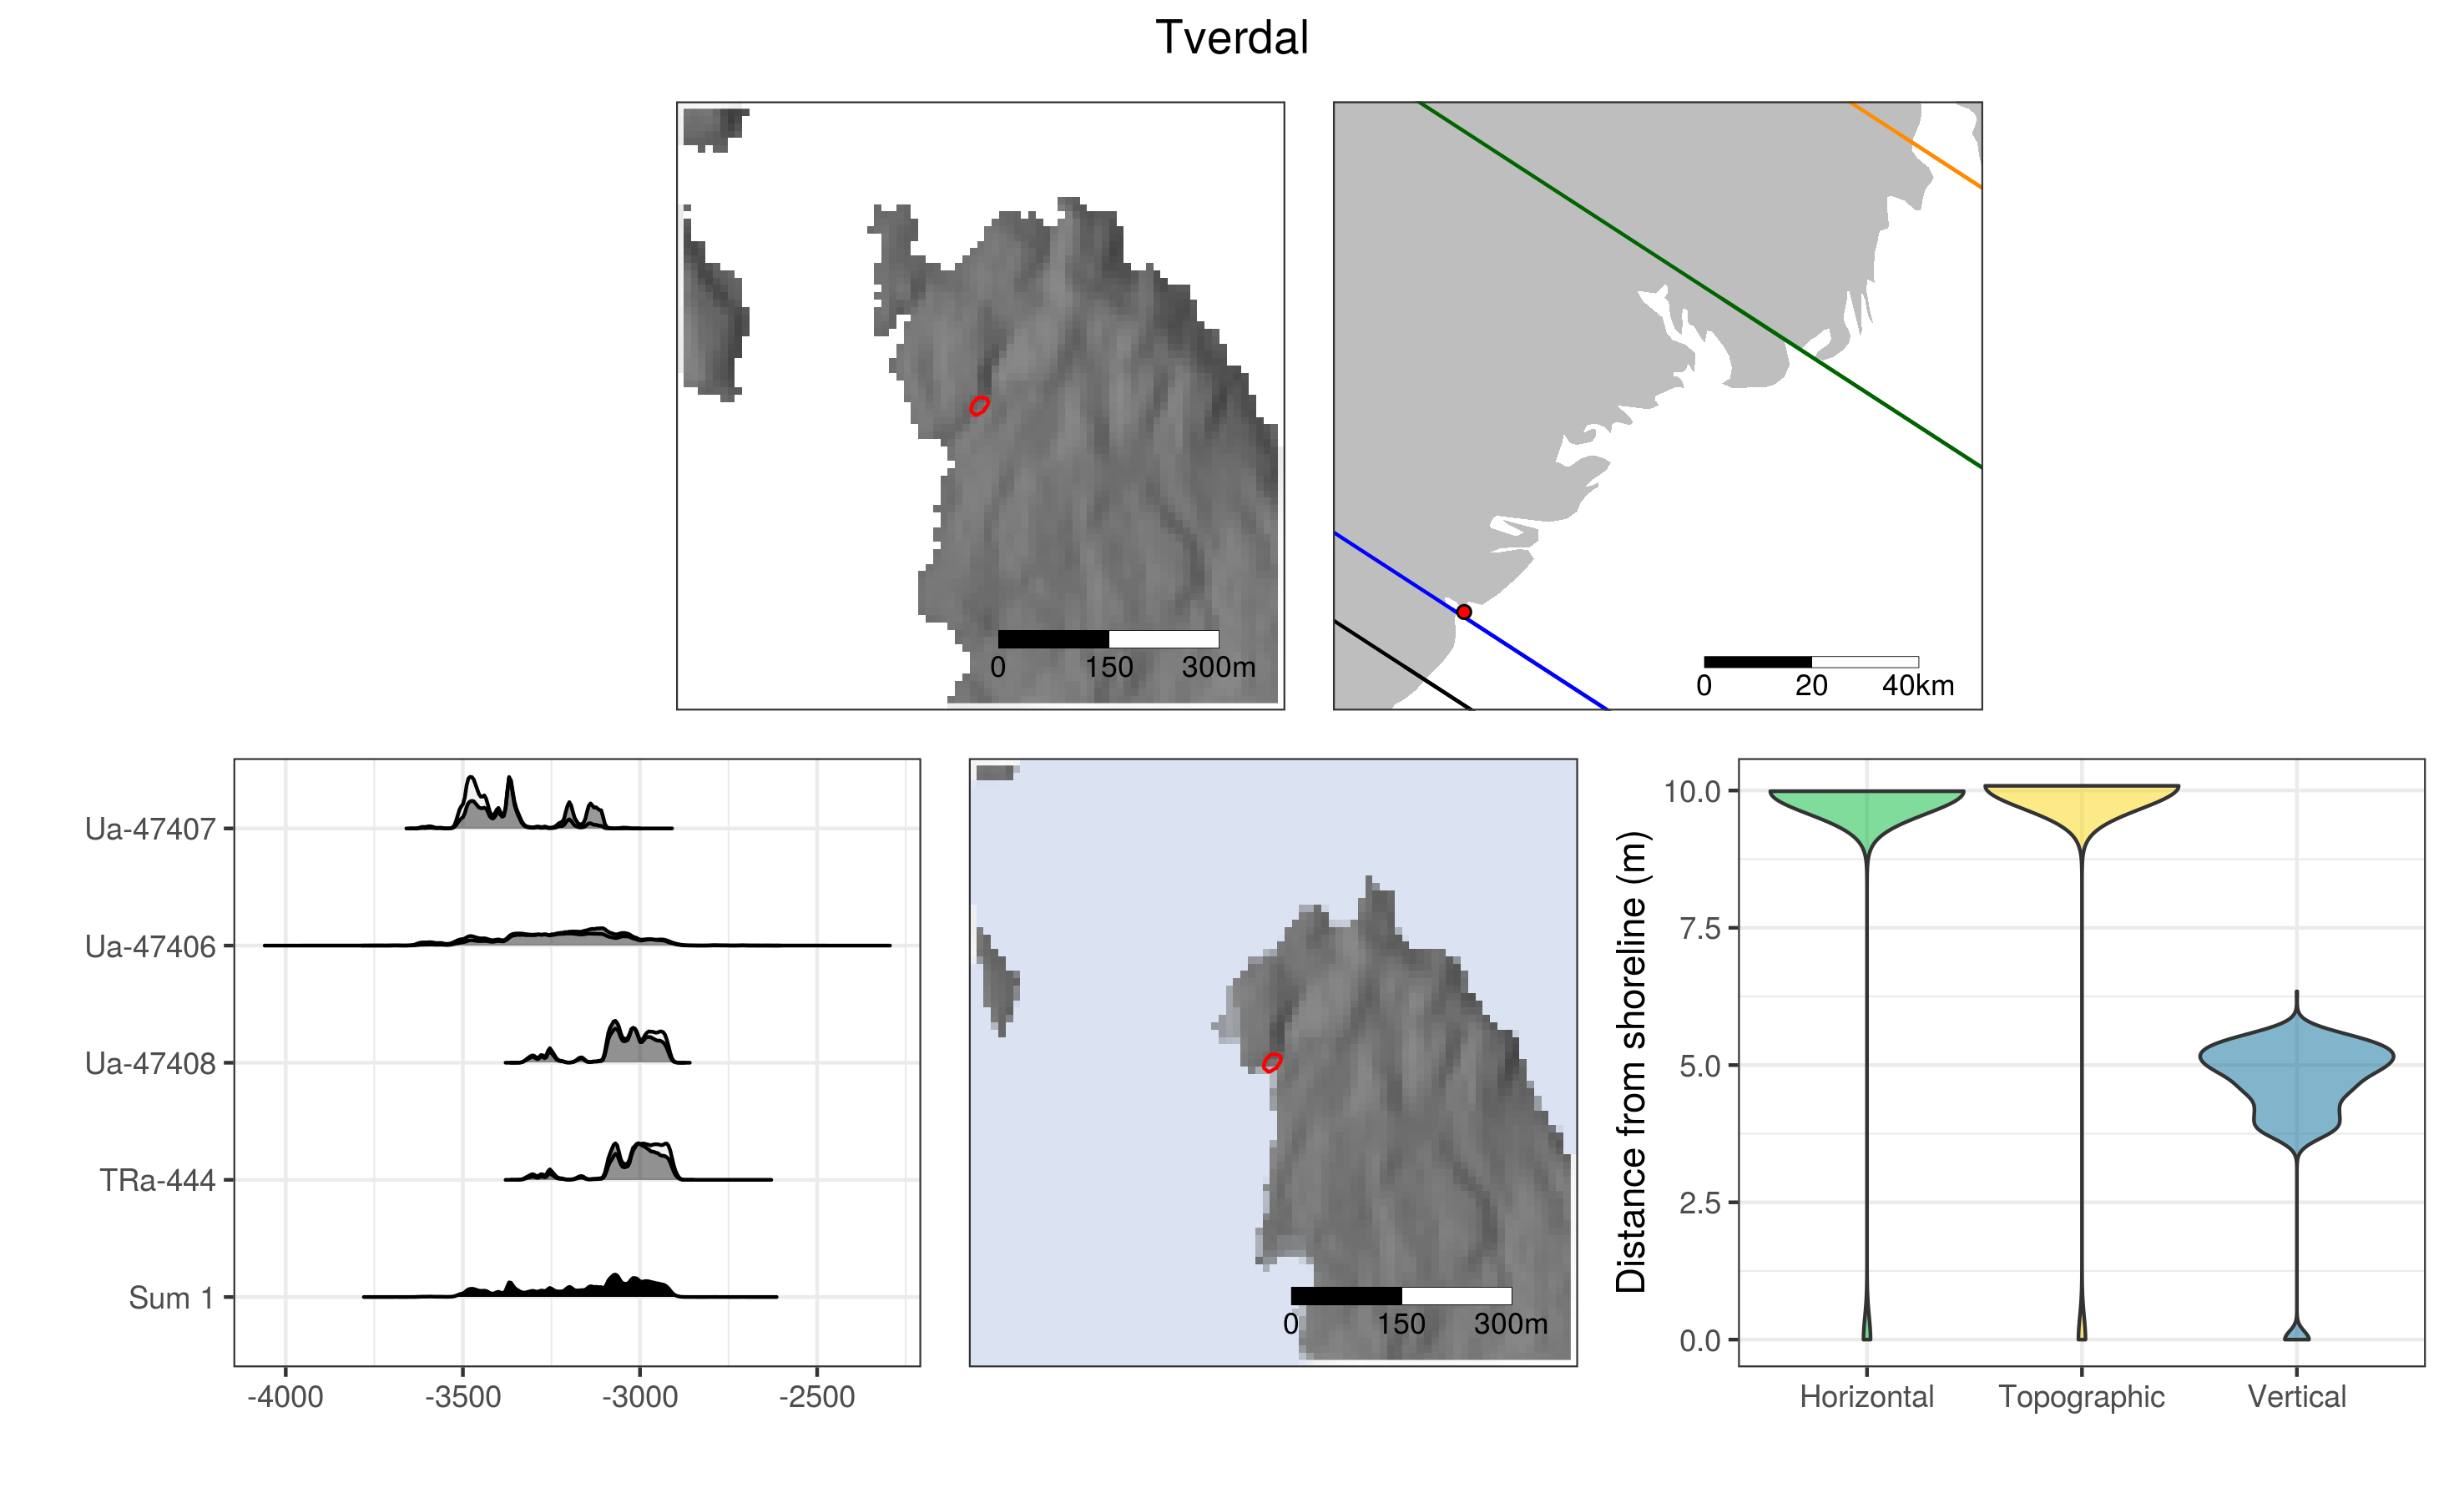 Tverdal
0 150 300m
0 20 40km
Ua-47407
Ua-47406
Ua-47408
TRa-444
Sum 1
-4000 -3500 -3000 -2500
0 150 300m
Distance from shoreline (m)
10.0
7.5
5.0
2.5
0.0
Horizontal Topographic Vertical